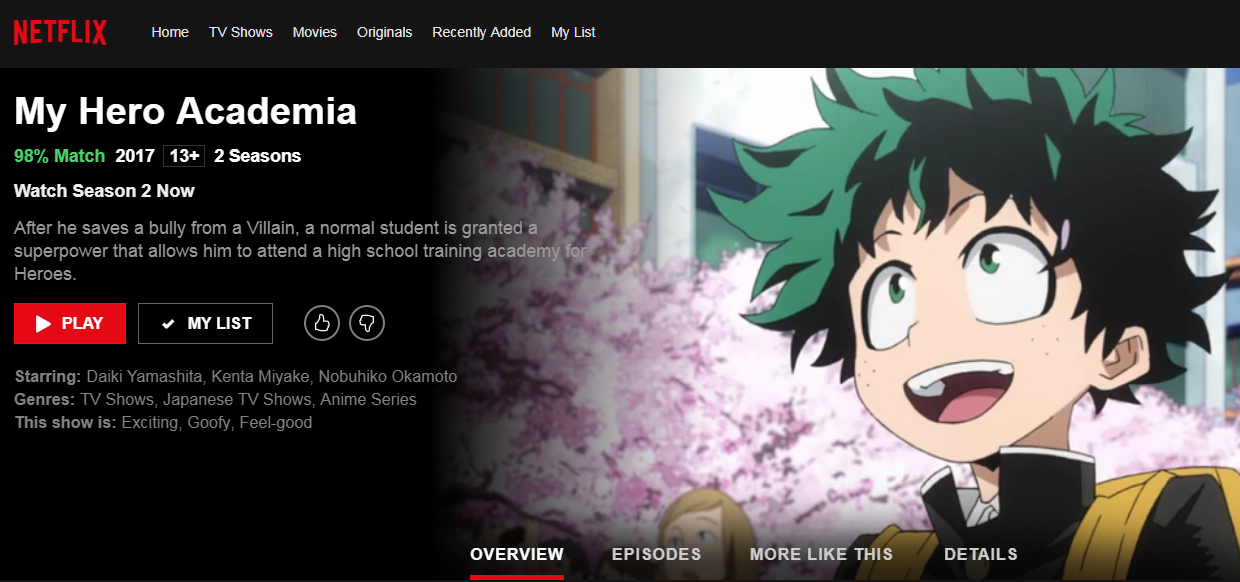 NETFLIX Home TV Shows Movies Originals Recently Added My List
My Hero Academia
98% Match 2017 13+ 2 Seasons
Watch Season 2 Now
After he saves a bully from a Villain, a normal student is granted a
superpower that allows him to attend a high school training academy for
Heroes.
PLAY MY LIST
Starring: Daiki Yamashita, Kenta Miyake, Nobuhiko Okamoto
Genres: TV Shows, Japanese TV Shows, Anime Series
This show is: Exciting, Goofy, Feel-good
OVERVIEW EPISODES MORE LIKE THIS DETAILS